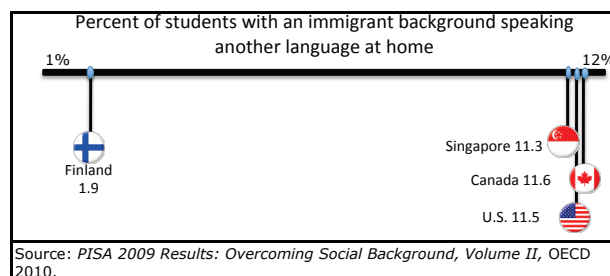 Percent of students with an immigrant background speaking
another language at home
1%
12%
Finland
1.9
Singapore 11.3
Canada 11.6
U.S. 11.5
Source: PISA 2009 Results: Overcoming Social Background, Volume II, OECD
2010.